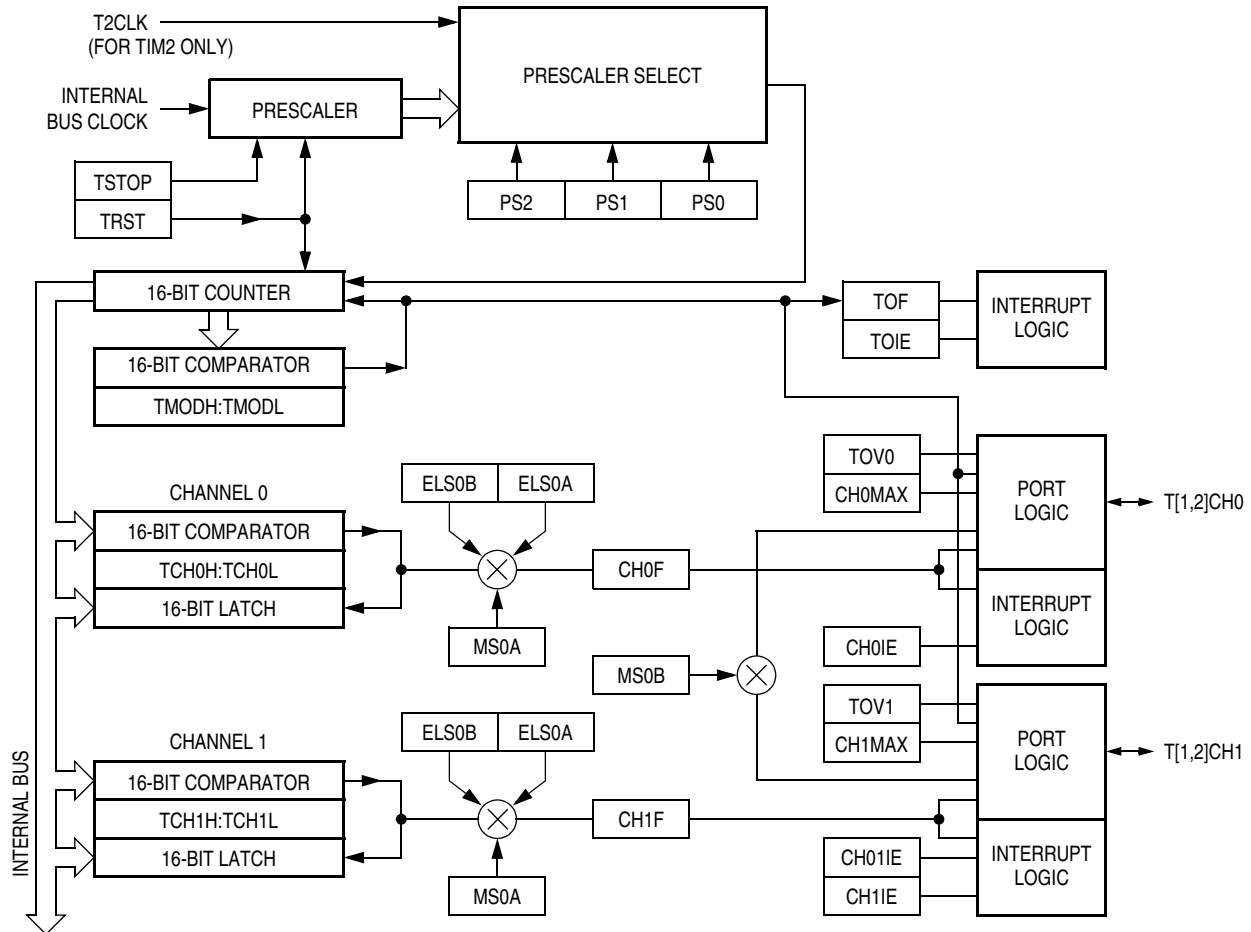 T2CLK
(FOR TIM2 ONLY)
PRESCALER SELECT
INTERNAL
BUS CLOCK
PRESCALER
TSTOP
TRST
PS2
PS1
PS0
16-BIT COUNTER
TOF
TOIE
INTERRUPT
LOGIC
16-BIT COMPARATOR
TMODH:TMODL
TOV0
CH0MAX
PORT
LOGIC
T[1,2]CH0
CHANNEL 0
ELS0B
ELS0A
16-BIT COMPARATOR
TCH0H:TCH0L
16-BIT LATCH
CH0F
MS0A
INTERRUPT
LOGIC
CH0IE
MS0B
TOV1
CH1MAX
PORT
LOGIC
T[1,2]CH1
CHANNEL 1
ELS0B
ELS0A
16-BIT COMPARATOR
TCH1H:TCH1L
16-BIT LATCH
CH1F
MS0A
CH01IE
CH1IE
INTERRUPT
LOGIC
INTERNAL BUS